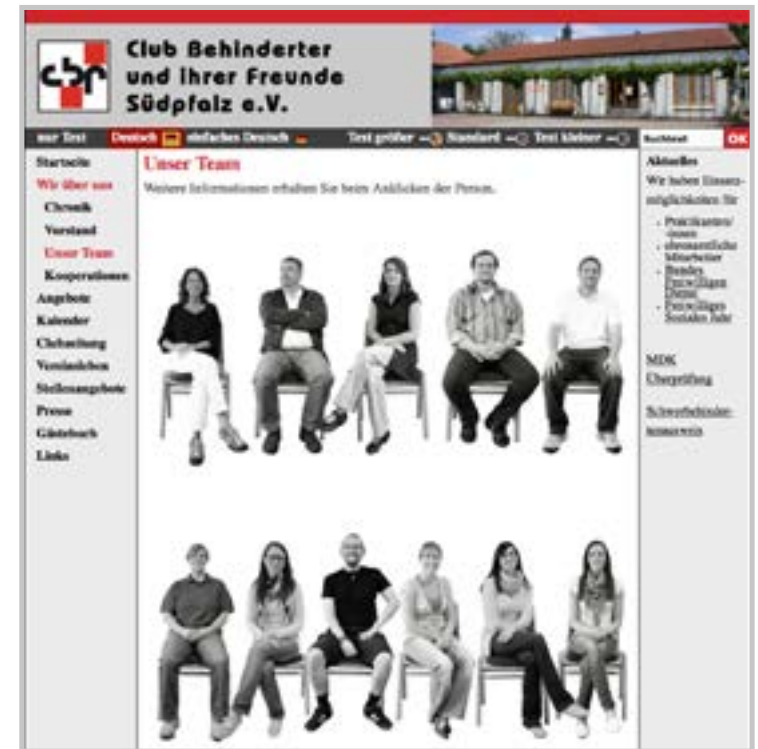 cbf
Club Behinderter
und ihrer Freunde
Südpfalz e.V.
nur Text Deutsch einfaches Deutsch Text größer Standard Text kleiner Suchtext OK
Startseite
Wir über uns
Chronik
Vorstand
Unser Team
Kooperationen
Angebote
Kalender
Clubzeitung
Vereinsleben
Stellenangebote
Presse
Gästebuch
Links
Unser Team
Weitere Informationen erhalten Sie beim Anklicken der Person.
Aktuelles
Wir haben Einsatz-
möglichkeiten für
Praktikanten/
-innen
ehrenamtliche
Mitarbeiter
Bundes
Freiwilligen
Dienst
Freiwilliges
Soziales Jahr
MDK
Überprüfung
Schwerbehinder-
tenausweis